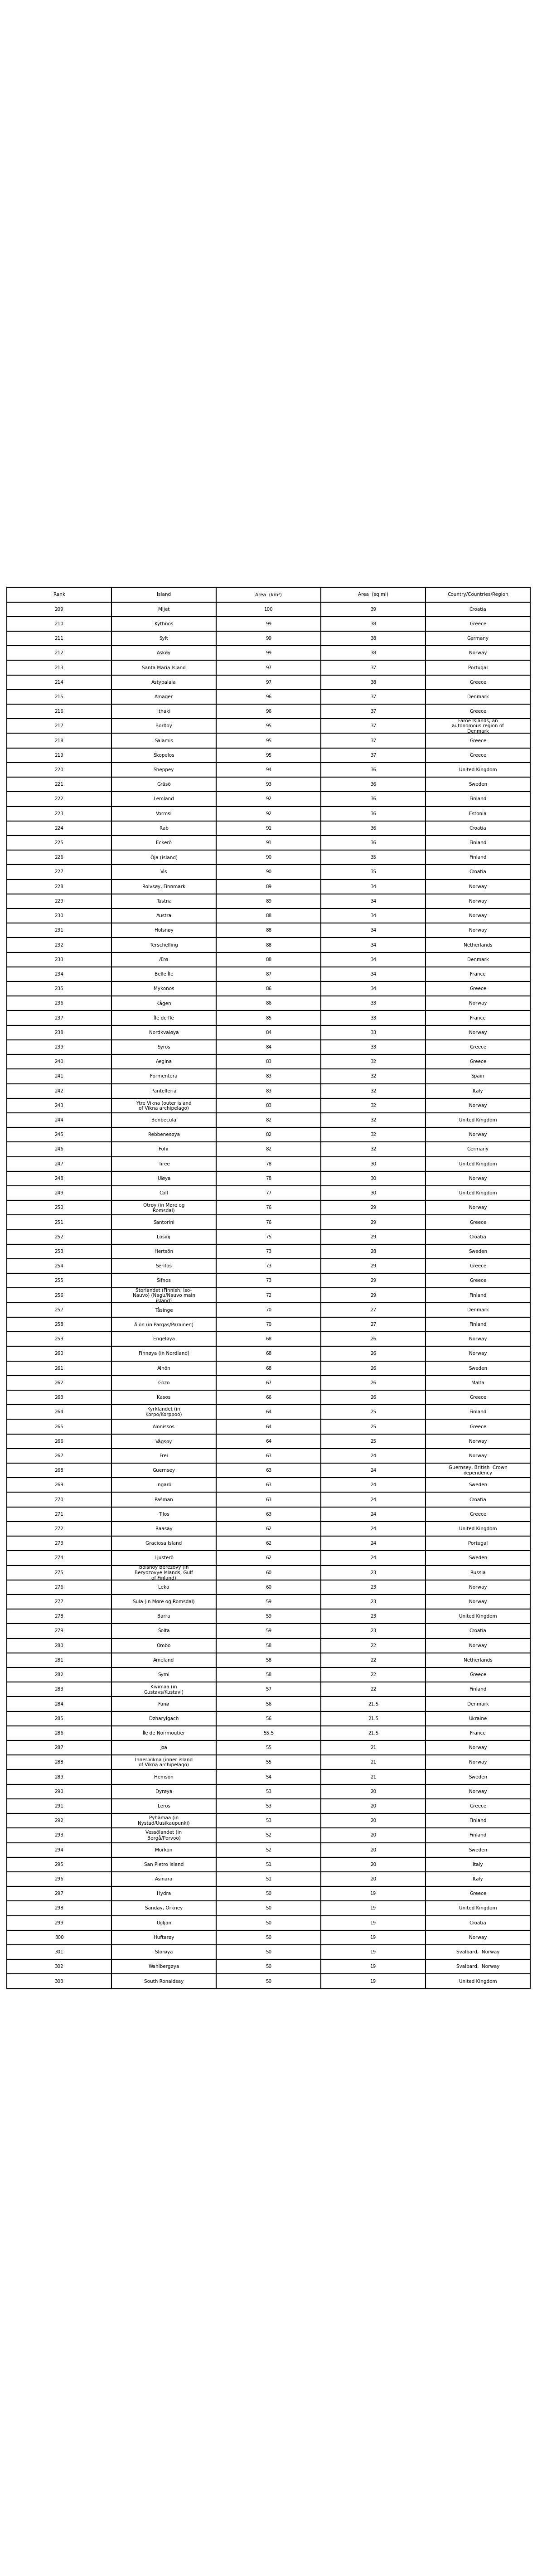 Rank Island Area (km²) Area (sq mi) Country/Countries/Region
209 Mljet 100 39 Croatia
210 Kythnos 99 38 Greece
211 Sylt 99 38 Germany
212 Askøy 99 38 Norway
213 Santa Maria Island 97 37 Portugal
214 Astypalaia 97 38 Greece
215 Amager 96 37 Denmark
216 Ithaki 96 37 Greece
217 Borðoy 95 37 Faroe Islands, an
autonomous region of
Denmark
218 Salamis 95 37 Greece
219 Skopelos 95 37 Greece
220 Sheppey 94 36 United Kingdom
221 Gräsö 93 36 Sweden
222 Lemland 92 36 Finland
223 Vormsi 92 36 Estonia
224 Rab 91 36 Croatia
225 Eckerö 91 36 Finland
226 Öja (island) 90 35 Finland
227 Vis 90 35 Croatia
228 Rolvsøy, Finnmark 89 34 Norway
229 Tustna 89 34 Norway
230 Austra 88 34 Norway
231 Holsnøy 88 34 Norway
232 Terschelling 88 34 Netherlands
233 Ærø 88 34 Denmark
234 Belle Île 87 34 France
235 Mykonos 86 34 Greece
236 Kågen 86 33 Norway
237 Île de Ré 85 33 France
238 Nordkvaløya 84 33 Norway
239 Syros 84 33 Greece
240 Aegina 83 32 Greece
241 Formentera 83 32 Spain
242 Pantelleria 83 32 Italy
243 Ytre Vikna (outer island
of Vikna archipelago) 83 32 Norway
244 Benbecula 82 32 United Kingdom
245 Rebbenesøya 82 32 Norway
246 Föhr 82 32 Germany
247 Tiree 78 30 United Kingdom
248 Uløya 78 30 Norway
249 Coll 77 30 United Kingdom
250 Otrøy (in Møre og
Romsdal) 76 29 Norway
251 Santorini 76 29 Greece
252 Lošinj 75 29 Croatia
253 Hertsön 73 28 Sweden
254 Serifos 73 29 Greece
255 Sifnos 73 29 Greece
256 Storlandet (Finnish: Iso-
Nauvo) (Nagu/Nauvo main
island) 72 29 Finland
257 Tåsinge 70 27 Denmark
258 Ålön (in Pargas/Parainen) 70 27 Finland
259 Engeløya 68 26 Norway
260 Finnøya (in Nordland) 68 26 Norway
261 Alnön 68 26 Sweden
262 Gozo 67 26 Malta
263 Kasos 66 26 Greece
264 Kyrklandet (in
Korpo/Korppoo) 64 25 Finland
265 Alonissos 64 25 Greece
266 Vågsøy 64 25 Norway
267 Frei 63 24 Norway
268 Guernsey 63 24 Guernsey, British Crown
dependency
269 Ingarö 63 24 Sweden
270 Pašman 63 24 Croatia
271 Tilos 63 24 Greece
272 Raasay 62 24 United Kingdom
273 Graciosa Island 62 24 Portugal
274 Ljusterö 62 24 Sweden
275 Bolshoy Berezovy (in
Beryozovye Islands, Gulf
of Finland) 60 23 Russia
276 Leka 60 23 Norway
277 Sula (in Møre og Romsdal) 59 23 Norway
278 Barra 59 23 United Kingdom
279 Šolta 59 23 Croatia
280 Ombo 58 22 Norway
281 Ameland 58 22 Netherlands
282 Symi 58 22 Greece
283 Kivimaa (in
Gustavs/Kustavi) 57 22 Finland
284 Fanø 56 21.5 Denmark
285 Dzharylgach 56 21.5 Ukraine
286 Île de Noirmoutier 55.5 21.5 France
287 Jøa 55 21 Norway
288 Inner-Vikna (inner island
of Vikna archipelago) 55 21 Norway
289 Hemsön 54 21 Sweden
290 Dyrøya 53 20 Norway
291 Leros 53 20 Greece
292 Pyhämaa (in
Nystad/Uusikaupunki) 53 20 Finland
293 Vessölandet (in
Borgå/Porvoo) 52 20 Finland
294 Mörkön 52 20 Sweden
295 San Pietro Island 51 20 Italy
296 Asinara 51 20 Italy
297 Hydra 50 19 Greece
298 Sanday, Orkney 50 19 United Kingdom
299 Ugljan 50 19 Croatia
300 Huftarøy 50 19 Norway
301 Storøya 50 19 Svalbard, Norway
302 Wahlbergøya 50 19 Svalbard, Norway
303 South Ronaldsay 50 19 United Kingdom